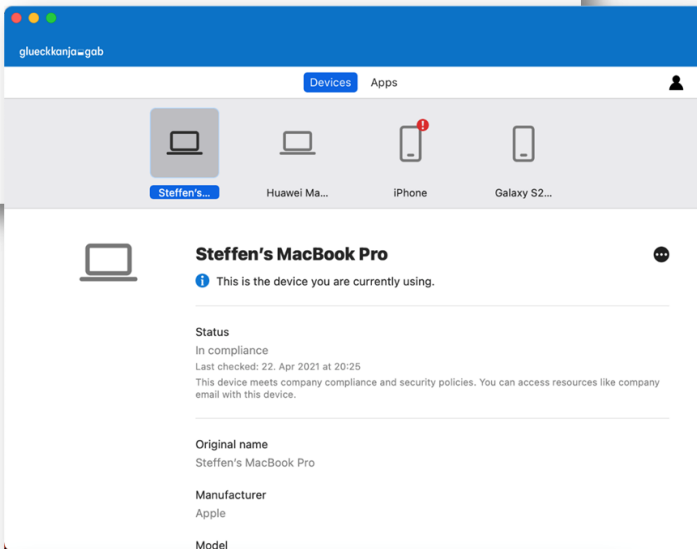 glueckkanja gab
Devices Apps
Steffen's... Huawei Ma... iPhone Galaxy S2...
Steffen’s MacBook Pro
This is the device you are currently using.
Status
In compliance
Last checked: 22. Apr 2021 at 20:25
This device meets company compliance and security policies. You can access resources like company
email with this device.
Original name
Steffen’s MacBook Pro
Manufacturer
Apple
Model